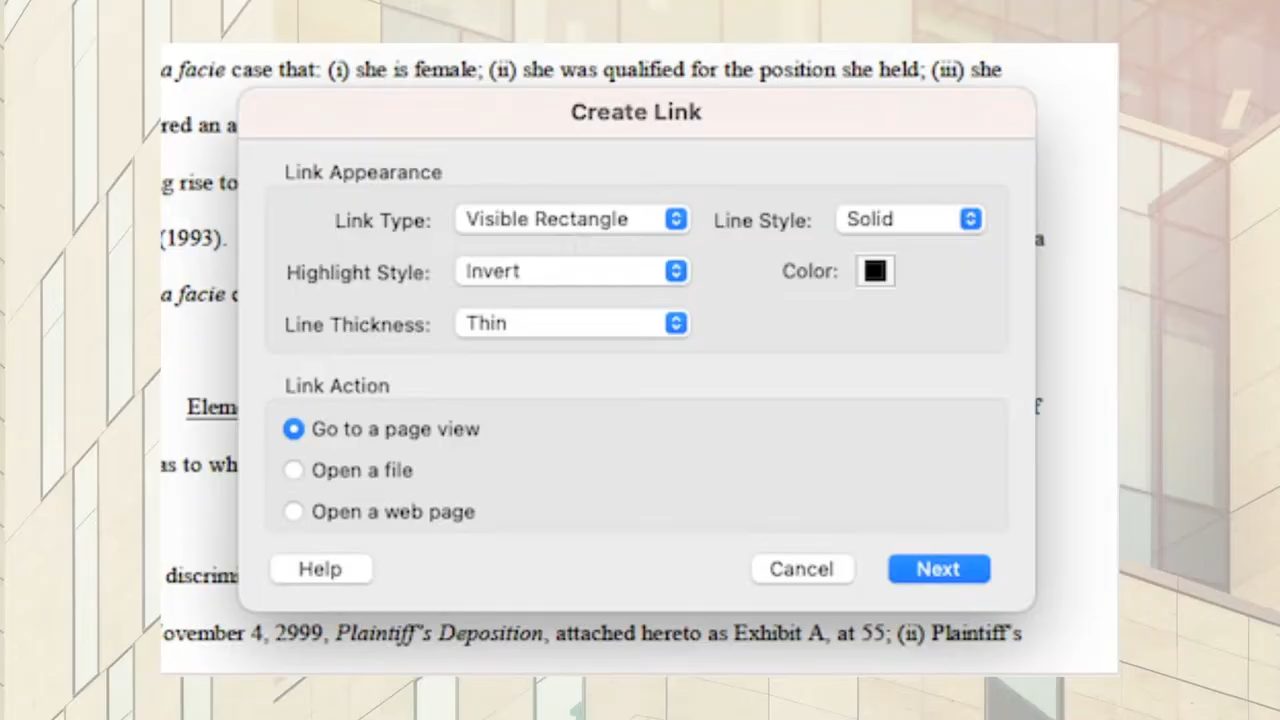 a facie case that: (i) she is female; (ii) she was qualified for the position she held; (iii) she
Create Link
red an a
Link Appearance
g rise to
Link Type: Visible Rectangle Line Style: Solid
(1993). a
Highlight Style: Invert Color:
a facie c
Line Thickness: Thin
Link Action
Elem f
Go to a page view
as to wh
Open a file
Open a web page
discrim
Help Cancel Next
ovember 4, 2999, Plaintiff's Deposition, attached hereto as Exhibit A, at 55; (ii) Plaintiff's